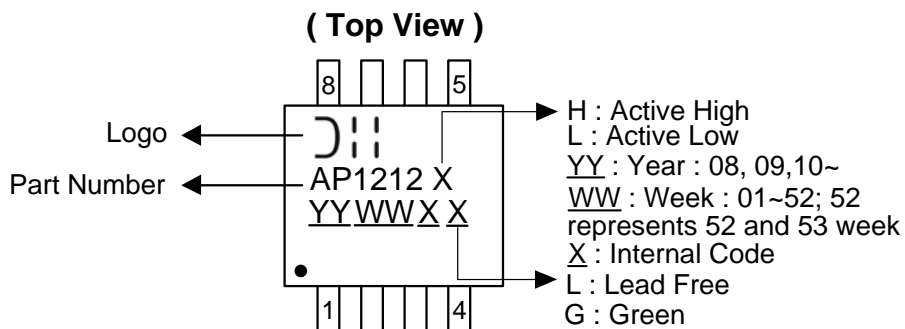 ( Top View )
8 5
Logo
Part Number
AP1212 X
YY WW X X
1 4
H : Active High
L : Active Low
YY : Year : 08, 09,10~
WW : Week : 01~52; 52
represents 52 and 53 week
X : Internal Code
L : Lead Free
G : Green